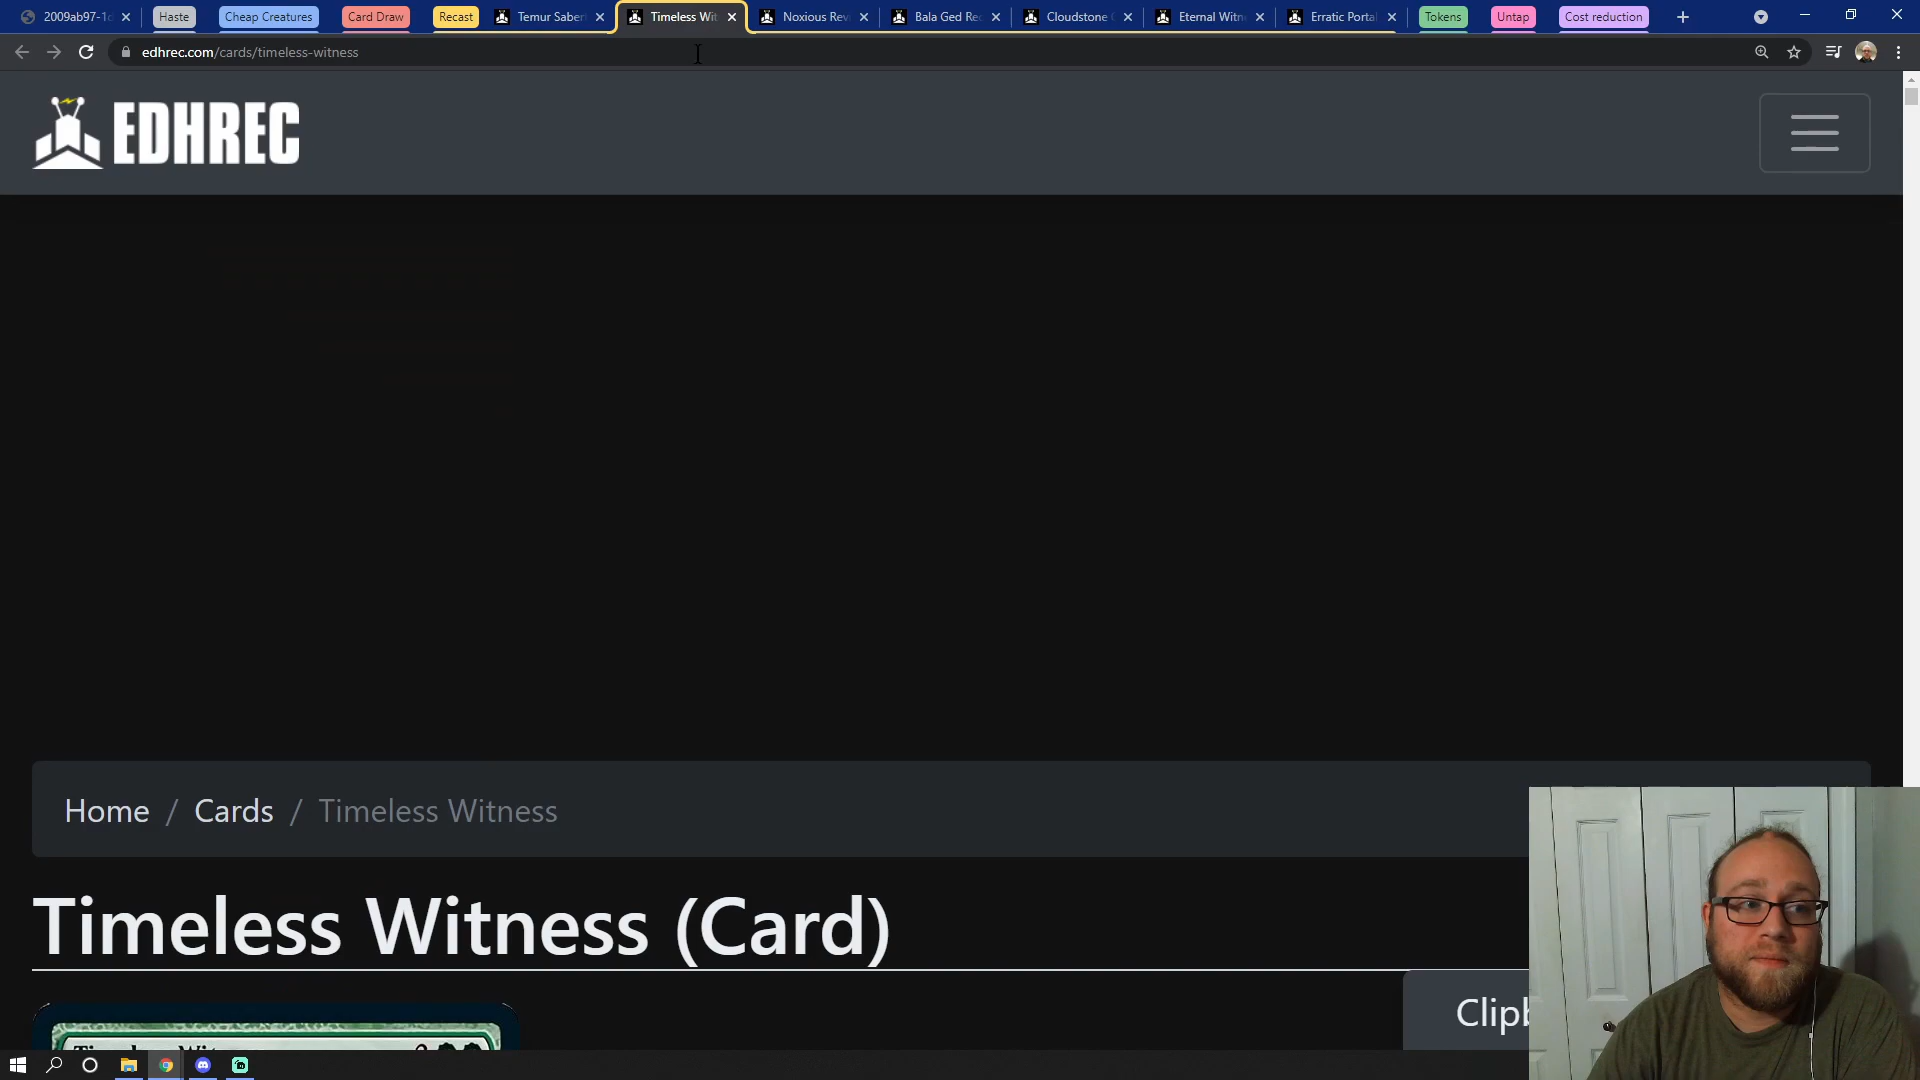 2009ab97-1d
Haste
Cheap Creatures
Card Draw
Recast
Temur Saber
Timeless Wit
Noxious Rev
Bala Ged Rec
Cloudstone C
Eternal Witn
Erratic Portal
Tokens
Untap
Cost reduction
edhrec.com/cards/timeless-witness
EDHREC
Home / Cards / Timeless Witness
Timeless Witness (Card)
Clipb